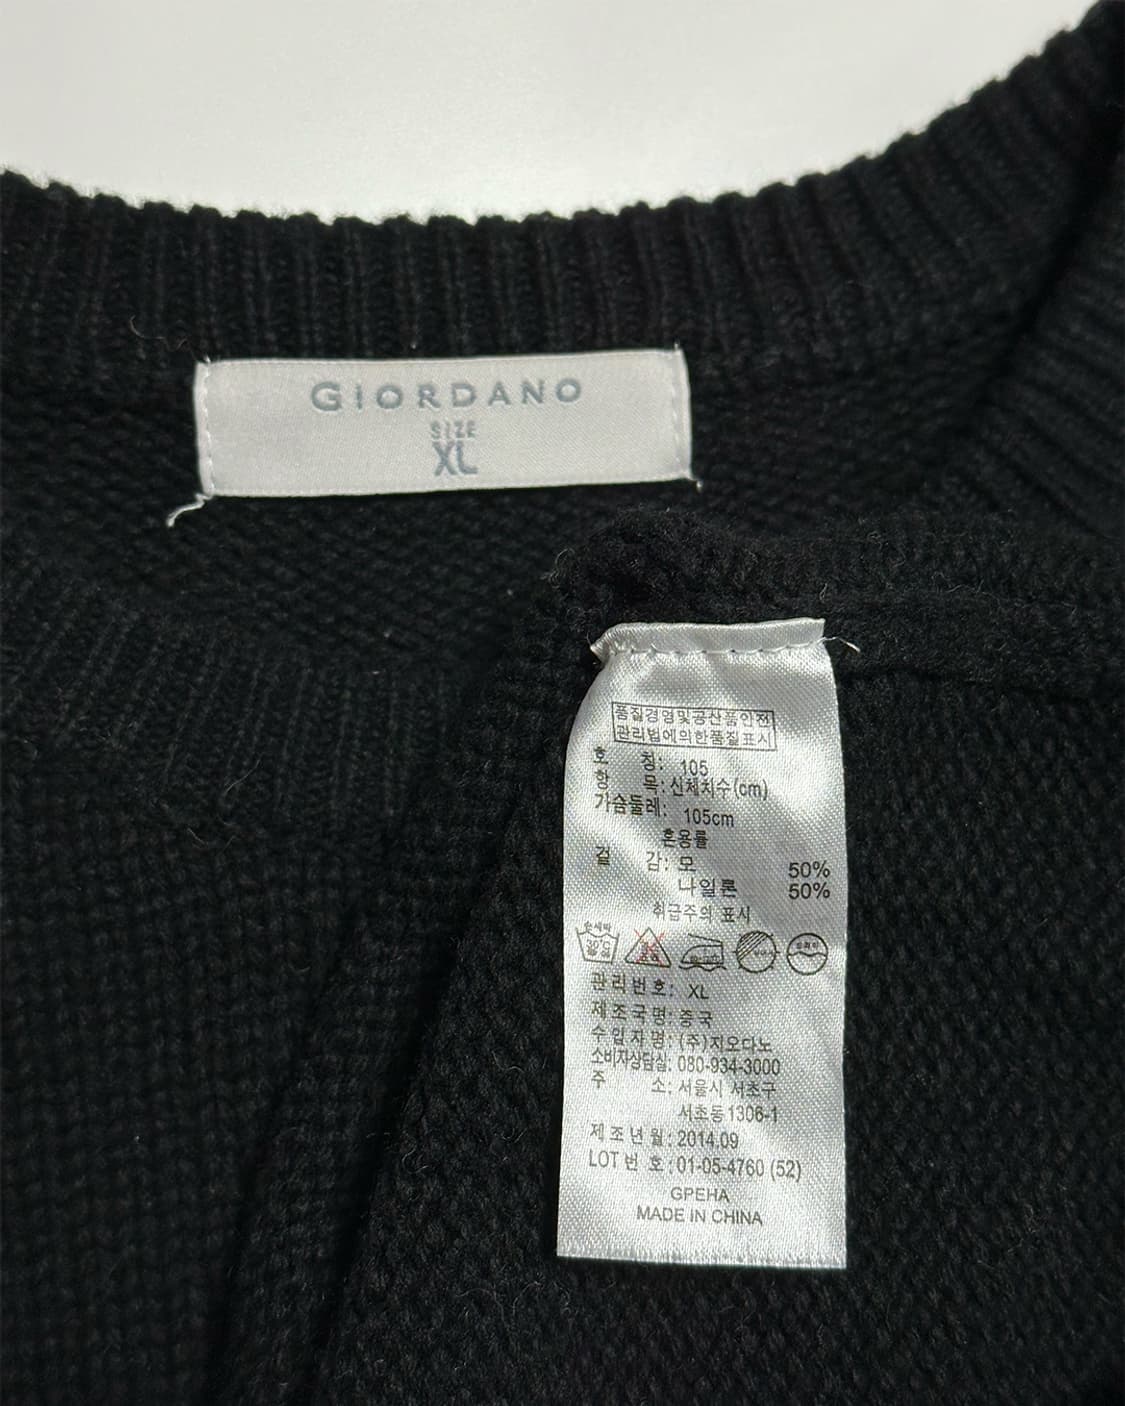 GIORDANO
SIZE
XL
품질경영및공산품안전
관리법에의한품질표시
호 칭: 105
항 목: 신체치수(cm)
가슴둘레: 105cm
혼용률
겉 감: 모 50%
나일론 50%
취급주의 표시
손세탁
관리번호: XL
제조국명: 중국
수입자명: (주)지오다노
소비자상담실: 080-934-3000
주 소: 서울시 서초구
서초동 1306-1
제조년월: 2014.09
LOT 번 호: 01-05-4760 (52)
GPEHA
MADE IN CHINA